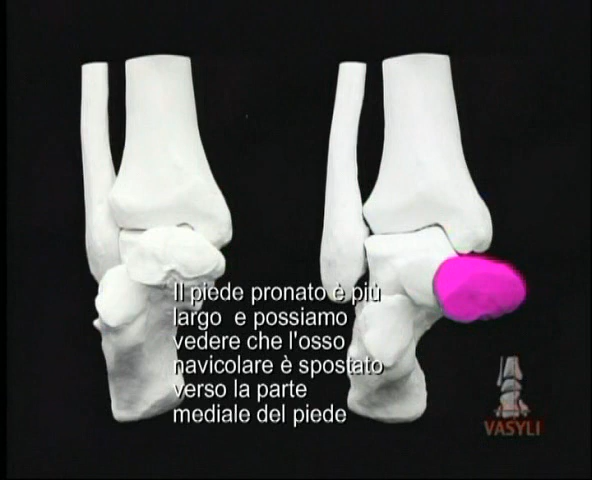 Il piede pronato è più
largo e possiamo
vedere che l'osso
navicolare è spostato
verso la parte
mediale del piede
VASYLI